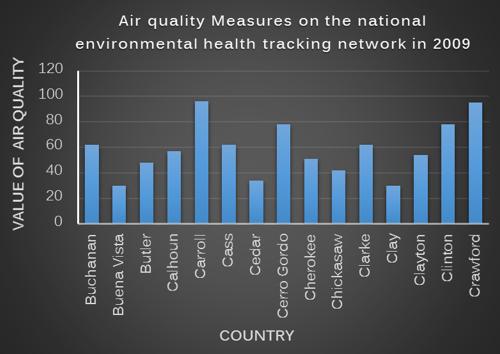 Air quality Measures on the national
environmental health tracking network in 2009
VALUE OF AIR QUALITY
120
100
80
60
40
20
0
Buchanan
Buena Vista
Butler
Calhoun
Carroll
Cass
Cedar
Cerro Gordo
Cherokee
Chickasaw
Clarke
Clay
Clayton
Clinton
Crawford
COUNTRY